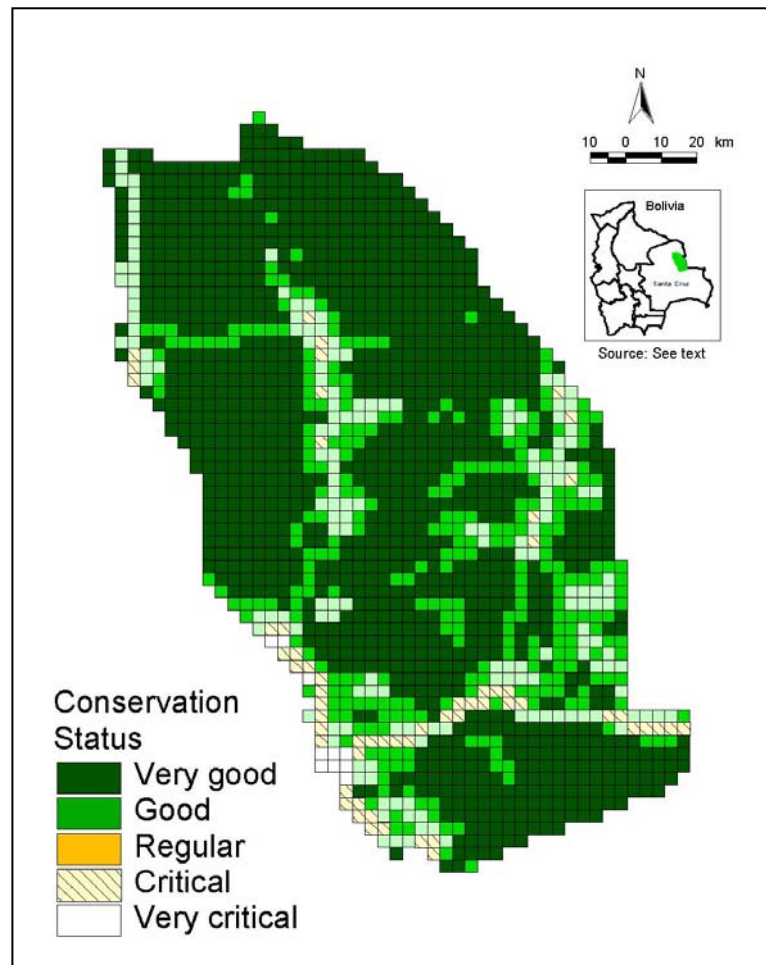 N
10 0 10 20 km
Bolivia
Santa Cruz
Source: See text
Conservation
Status
Very good
Good
Regular
Critical
Very critical